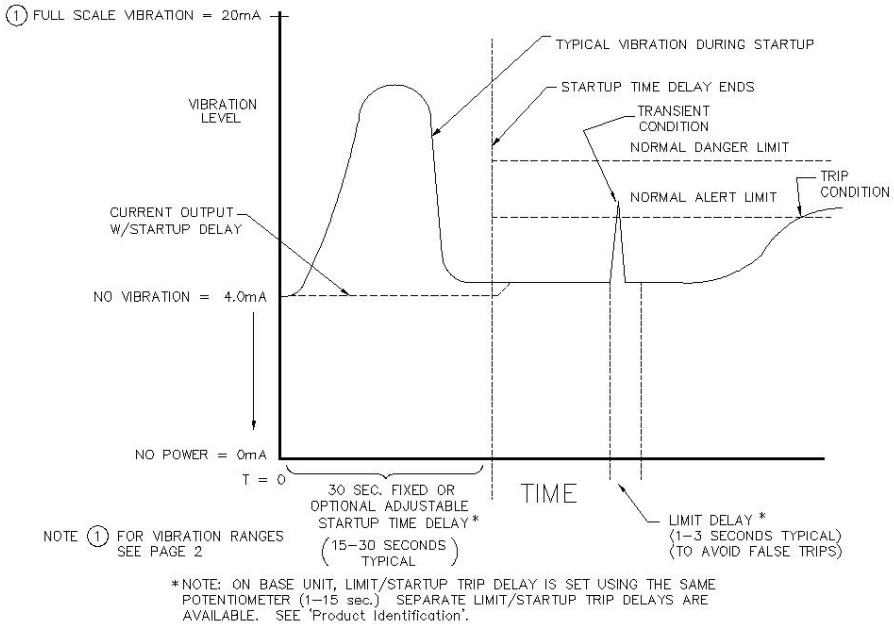 ① FULL SCALE VIBRATION = 20mA
TYPICAL VIBRATION DURING STARTUP
STARTUP TIME DELAY ENDS
VIBRATION
LEVEL
TRANSIENT
CONDITION
NORMAL DANGER LIMIT
TRIP
CONDITION
NORMAL ALERT LIMIT
CURRENT OUTPUT
W/STARTUP DELAY
NO VIBRATION = 4.0mA
NO POWER = 0mA
T = 0
30 SEC. FIXED OR
OPTIONAL ADJUSTABLE
STARTUP TIME DELAY *
(15-30 SECONDS
TYPICAL)
TIME
LIMIT DELAY *
(1-3 SECONDS TYPICAL)
(TO AVOID FALSE TRIPS)
NOTE ① FOR VIBRATION RANGES
SEE PAGE 2
* NOTE: ON BASE UNIT, LIMIT/STARTUP TRIP DELAY IS SET USING THE SAME
POTENTIOMETER (1-15 sec.) SEPARATE LIMIT/STARTUP TRIP DELAYS ARE
AVAILABLE. SEE 'Product Identification'.